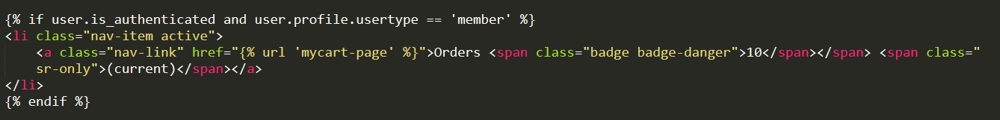 {% if user.is_authenticated and user.profile.usertype == 'member' %}
<li class="nav-item active">
<a class="nav-link" href="{% url 'mycart-page' %}">Orders <span class="badge badge-danger">10</span></span> <span class="
sr-only">(current)</span></a>
</li>
{% endif %}